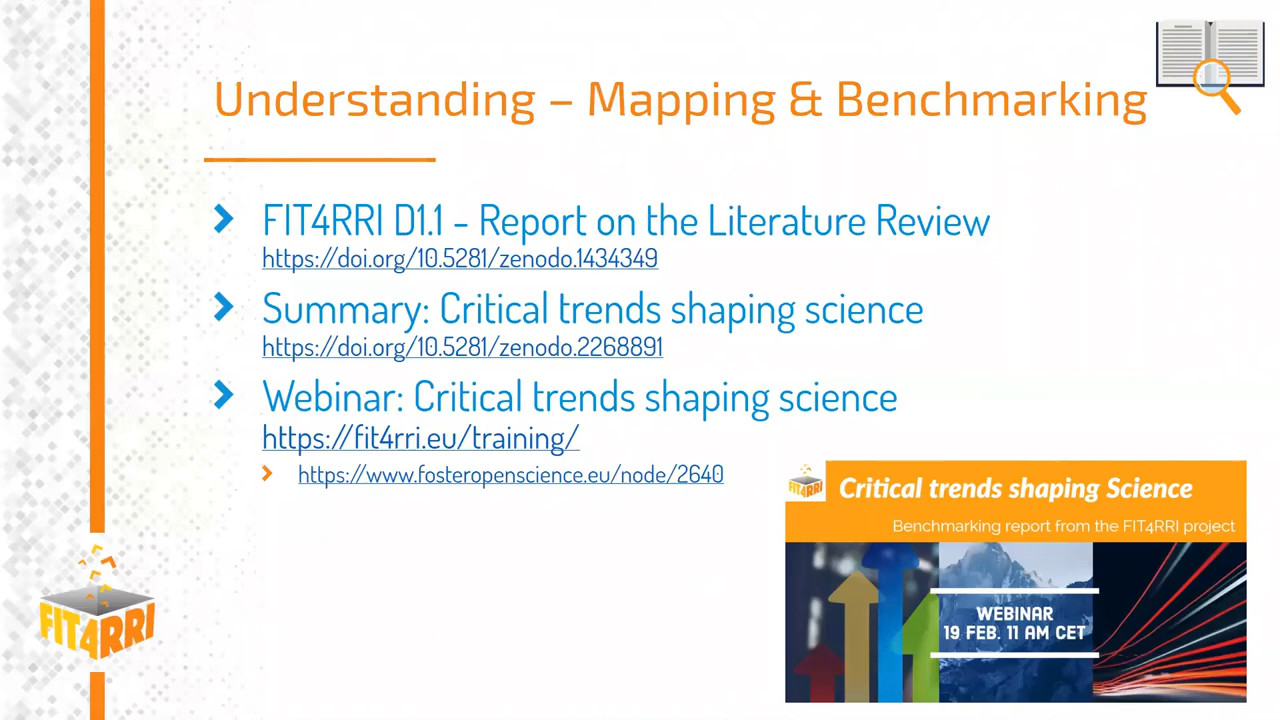 Understanding – Mapping & Benchmarking
FIT4RRI D1.1 - Report on the Literature Review
https://doi.org/10.5281/zenodo.1434349
Summary: Critical trends shaping science
https://doi.org/10.5281/zenodo.2268891
Webinar: Critical trends shaping science
https://fit4rri.eu/training/
https://www.fosteropenscience.eu/node/2640
FIT4RRI
Critical trends shaping Science
Benchmarking report from the FIT4RRI project
WEBINAR
19 FEB. 11 AM CET
FIT4RRI